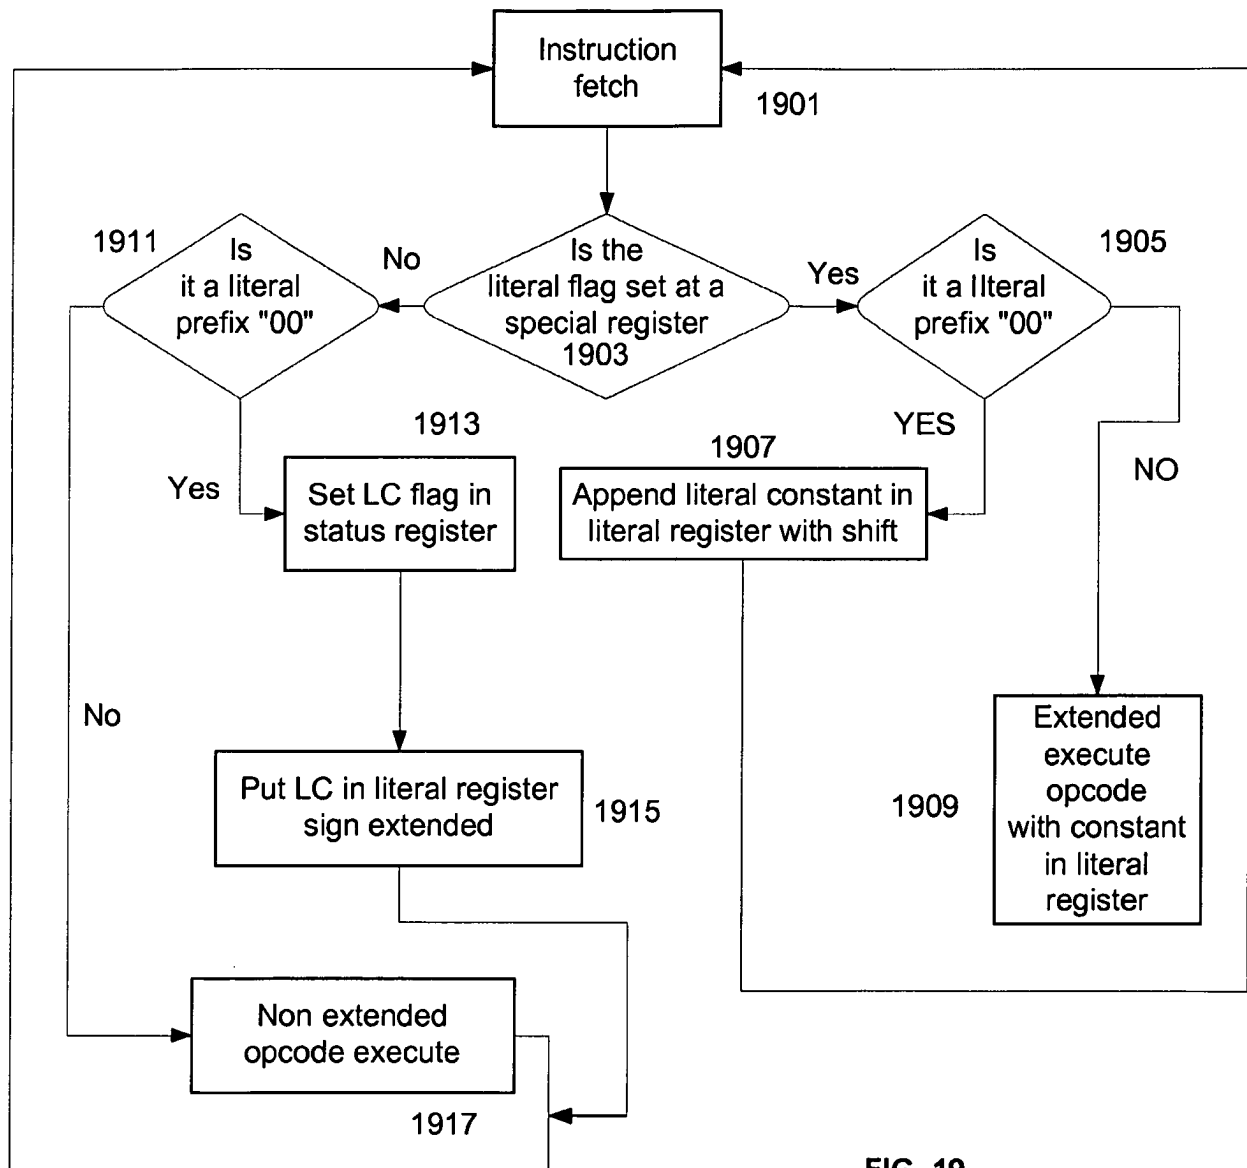 Instruction
fetch
1901
1911
Is
it a literal
prefix "00"
No
Is the
literal flag set at a
special register
1903
Yes
Is
it a lIteral
prefix "00"
1905
Yes
1913
Set LC flag in
status register
1907
YES
Append literal constant in
literal register with shift
NO
No
Put LC in literal register
sign extended
1915
1909
Extended
execute
opcode
with constant
in literal
register
Non extended
opcode execute
1917
FIG. 19